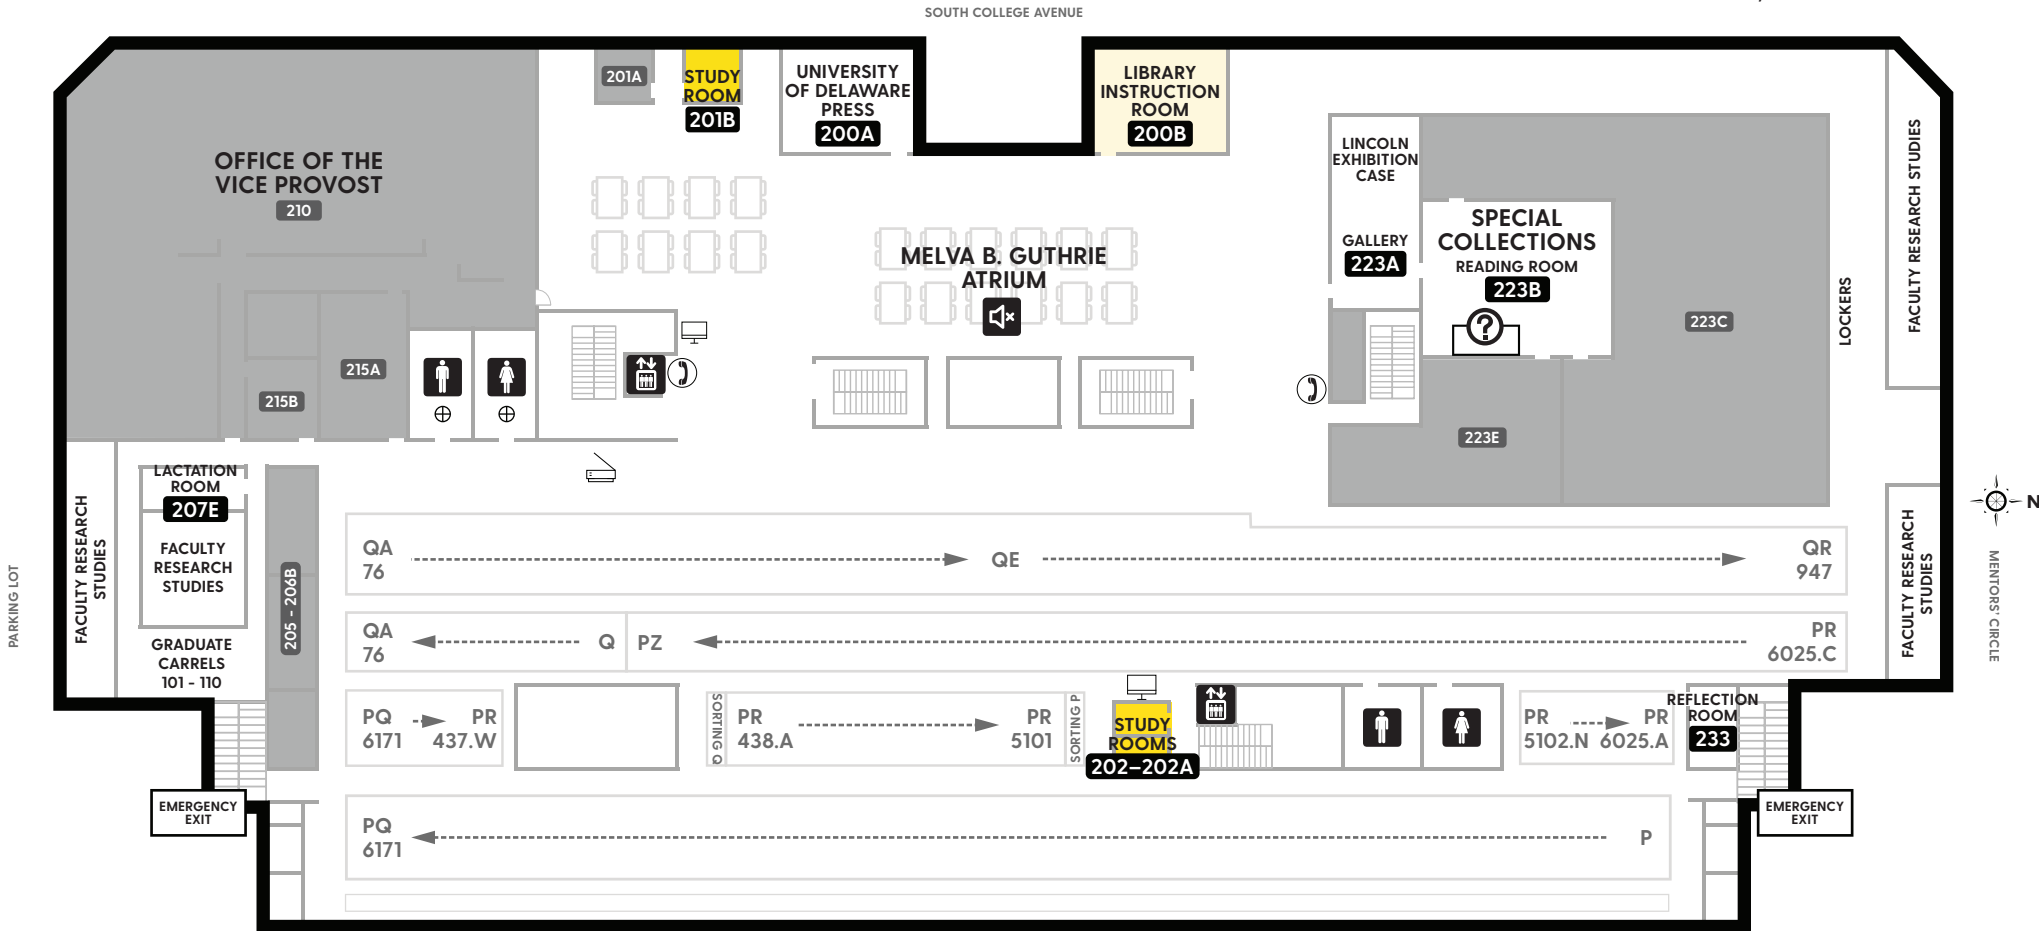 SOUTH COLLEGE AVENUE
201A
STUDY
ROOM
201B
UNIVERSITY
OF DELAWARE
PRESS
200A
LIBRARY
INSTRUCTION
ROOM
200B
OFFICE OF THE
VICE PROVOST
210
LINCOLN
EXHIBITION
CASE
GALLERY
223A
SPECIAL
COLLECTIONS
READING ROOM
223B
?
223C
LOCKERS
FACULTY RESEARCH STUDIES
MELVA B. GUTHRIE
ATRIUM
215A
215B
223E
LACTATION
ROOM
207E
FACULTY
RESEARCH
STUDIES
FACULTY RESEARCH
STUDIES
GRADUATE
CARRELS
101 - 110
205 - 206B
PARKING LOT
QA
76
QE
QR
947
QA
76
Q
PZ
PR
6025.C
FACULTY RESEARCH
STUDIES
N
MENTORS' CIRCLE
PQ
6171
PR
437.W
SORTING Q
PR
438.A
PR
5101
SORTING P
STUDY
ROOMS
202–202A
PR
5102.N
PR
6025.A
REFLECTION
ROOM
233
EMERGENCY
EXIT
EMERGENCY
EXIT
PQ
6171
P